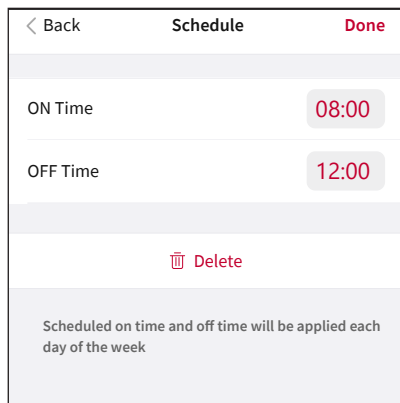 Back Schedule Done
ON Time 08:00
OFF Time 12:00
Delete
Scheduled on time and off time will be applied each
day of the week